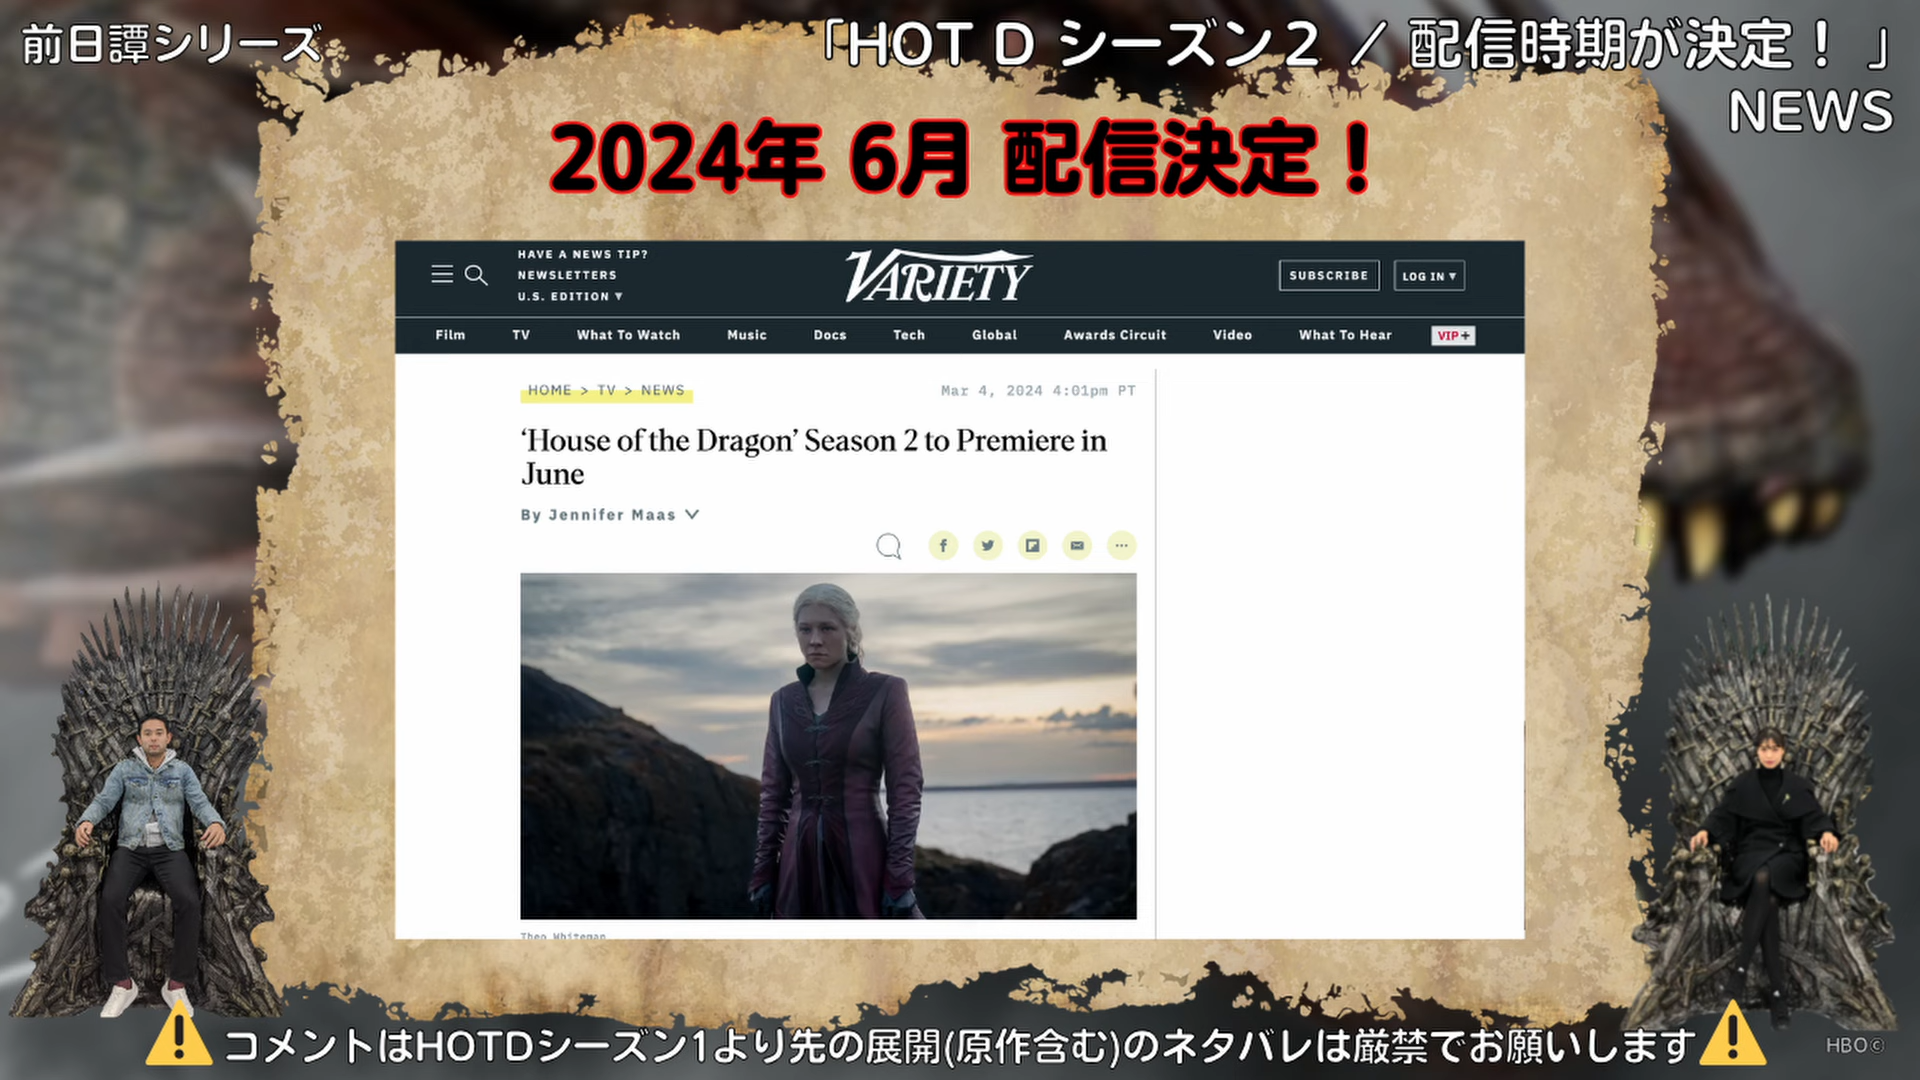 前日譚シリーズ
「HOT D シーズン２ ／ 配信時期が決定！」
NEWS
2024年 6月 配信決定！
HAVE A NEWS TIP?
NEWSLETTERS
U.S. EDITION ▼
VARIETY
SUBSCRIBE
LOG IN ▼
Film TV What To Watch Music Docs Tech Global Awards Circuit Video What To Hear VIP+
HOME > TV > NEWS
Mar 4, 2024 4:01pm PT
‘House of the Dragon’ Season 2 to Premiere in
June
By Jennifer Maas
Theo Whiteman
コメントはHOTDシーズン1より先の展開(原作含む)のネタバレは厳禁でお願いします
HBO©